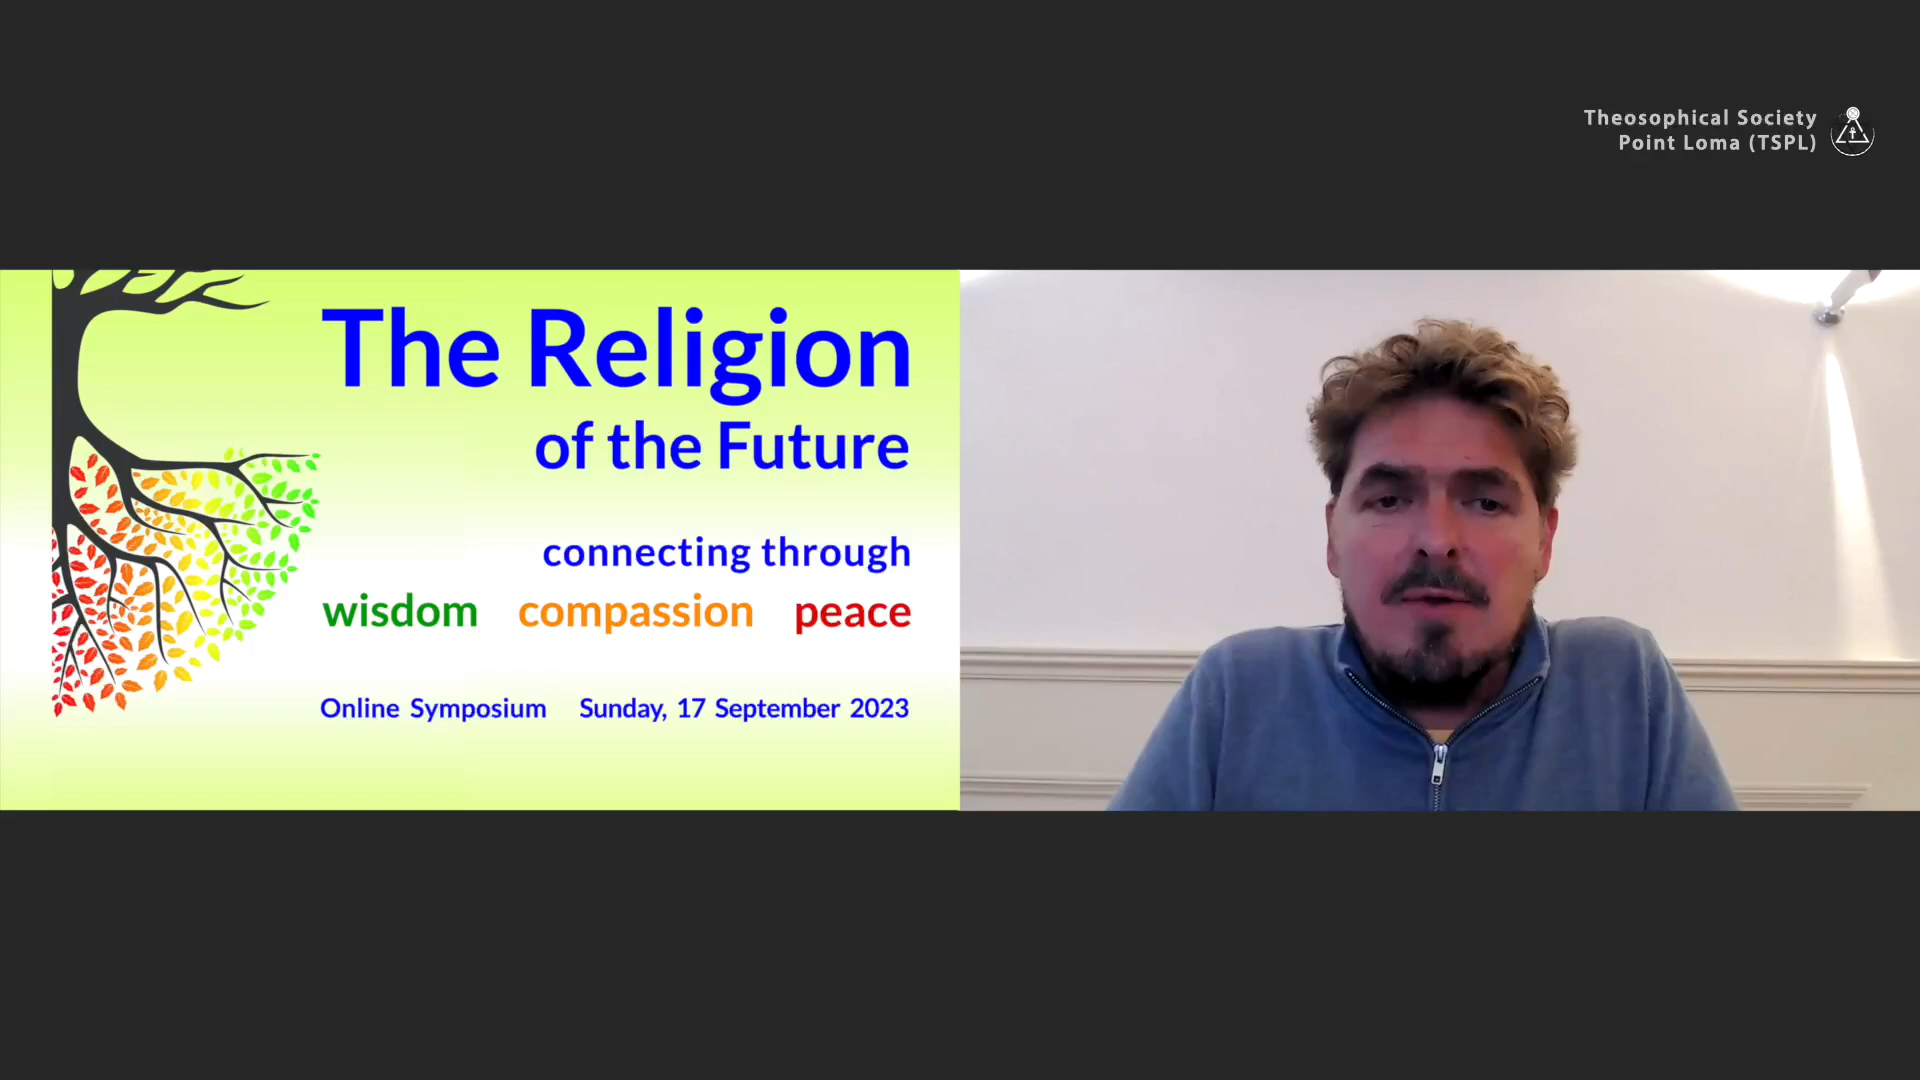 Theosophical Society
Point Loma (TSPL)
The Religion
of the Future
connecting through
wisdom compassion peace
Online Symposium Sunday, 17 September 2023